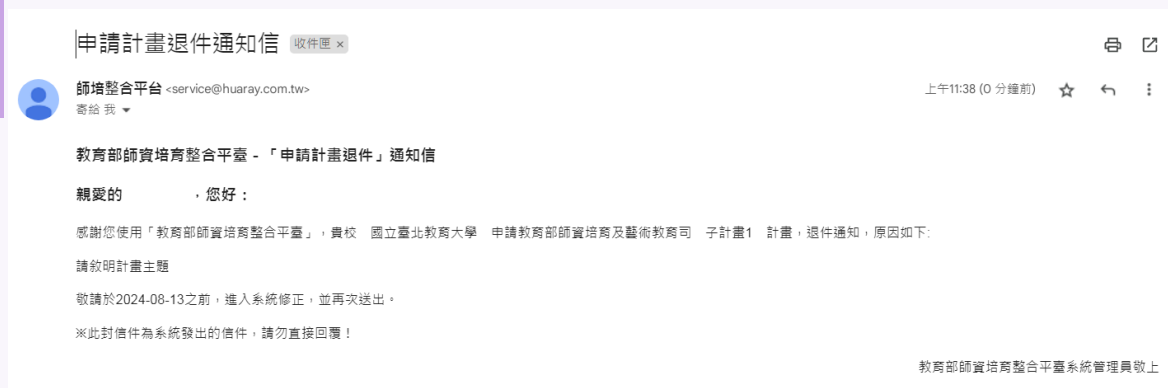 申請計畫退件通知信 收件匣 ×
師培整合平台 <service@huaray.com.tw> 上午11:38 (0 分鐘前)
寄給 我
教育部師資培育整合平臺 - 「申請計畫退件」通知信
親愛的 ，您好：
感謝您使用「教育部師資培育整合平臺」，貴校 國立臺北教育大學 申請教育部師資培育及藝術教育司 子計畫1 計畫，退件通知，原因如下:
請敘明計畫主題
敬請於2024-08-13之前，進入系統修正，並再次送出。
※此封信件為系統發出的信件，請勿直接回覆！
教育部師資培育整合平臺系統管理員敬上